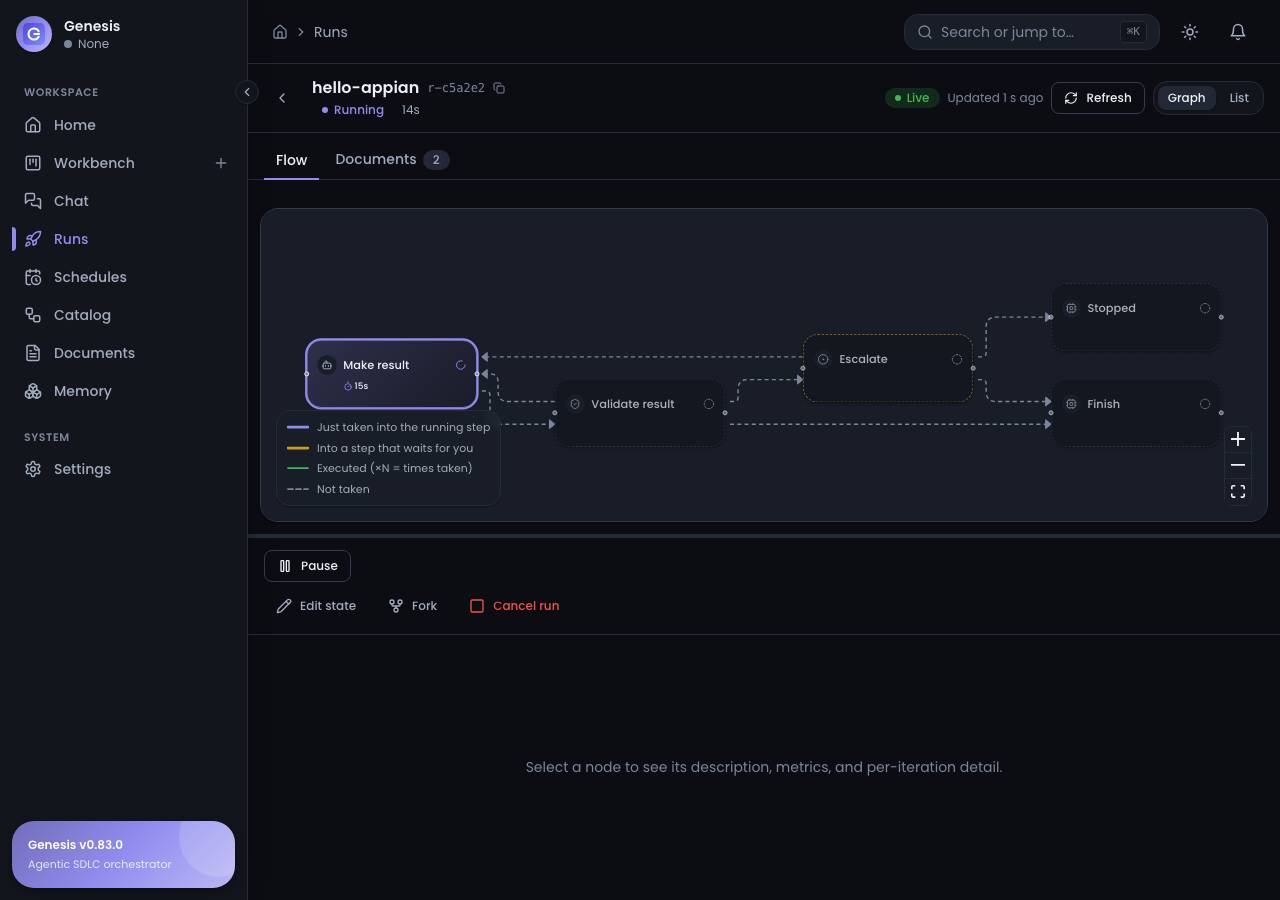 Genesis
None
WORKSPACE
Home
Workbench
Chat
Runs
Schedules
Catalog
Documents
Memory
SYSTEM
Settings
Genesis v0.83.0
Agentic SDLC orchestrator
Runs
Search or jump to...
⌘K
hello-appian r-c5a2e2
Running 14s
Live Updated 1 s ago Refresh Graph List
Flow Documents 2
Stopped
Make result
15s
Escalate
Validate result
Finish
Just taken into the running step
Into a step that waits for you
Executed (×N = times taken)
Not taken
Pause
Edit state Fork Cancel run
Select a node to see its description, metrics, and per-iteration detail.